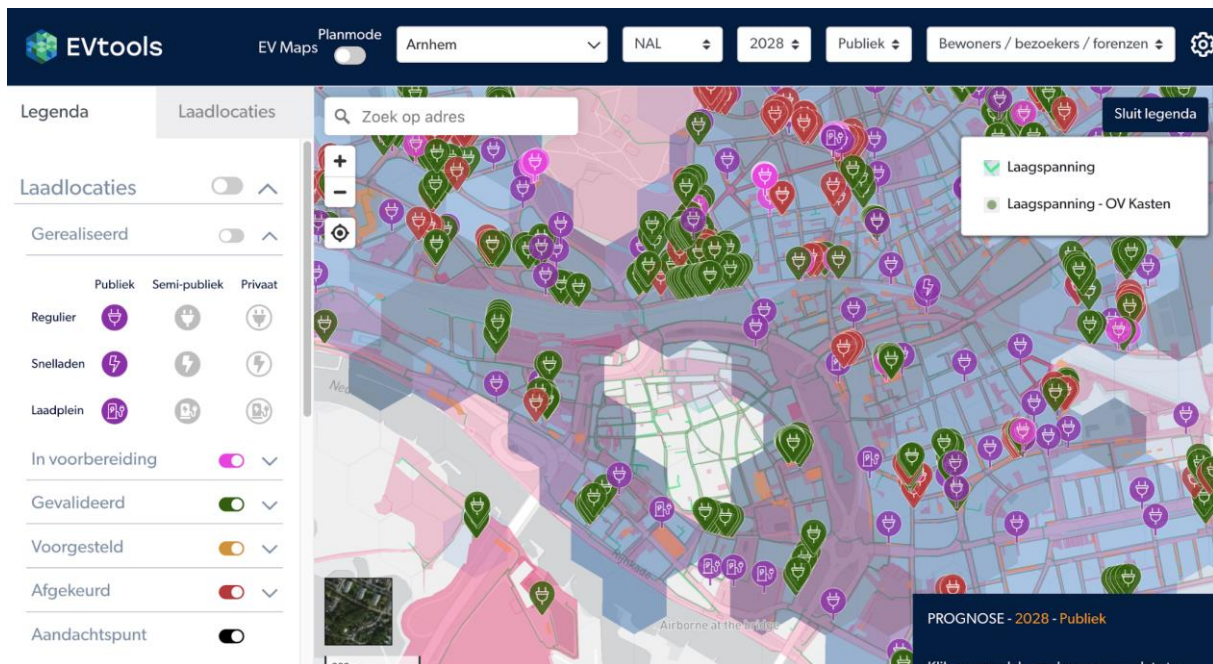 EVtools
EV Maps
Planmode
Arnhem
NAL
2028
Publiek
Bewoners / bezoekers / forenzen
Legenda
Laadlocaties
Zoek op adres
Sluit legenda
Laagspanning
Laagspanning - OV Kasten
Laadlocaties
Gerealiseerd
Publiek Semi-publiek Privaat
Regulier
Snelladen
Laadplein
In voorbereiding
Gevalideerd
Voorgesteld
Afgekeurd
Aandachtspunt
+
−
Rijnkade
Airborne at the bridge
PROGNOSE - 2028 - Publiek